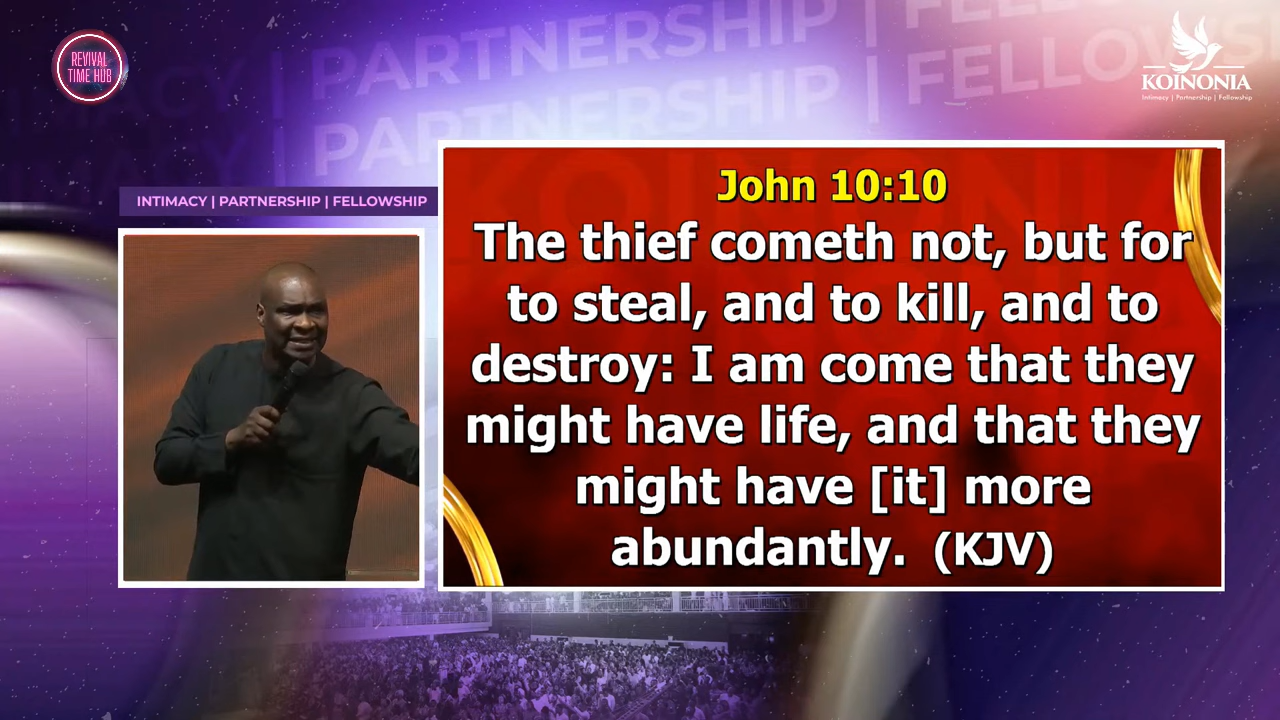 REVIVAL
TIME HUB
PARTNERSHIP | FELLOWSHIP
KOINONIA
Intimacy | Partnership | Fellowship
INTIMACY | PARTNERSHIP | FELLOWSHIP
John 10:10
The thief cometh not, but for
to steal, and to kill, and to
destroy: I am come that they
might have life, and that they
might have [it] more
abundantly. (KJV)